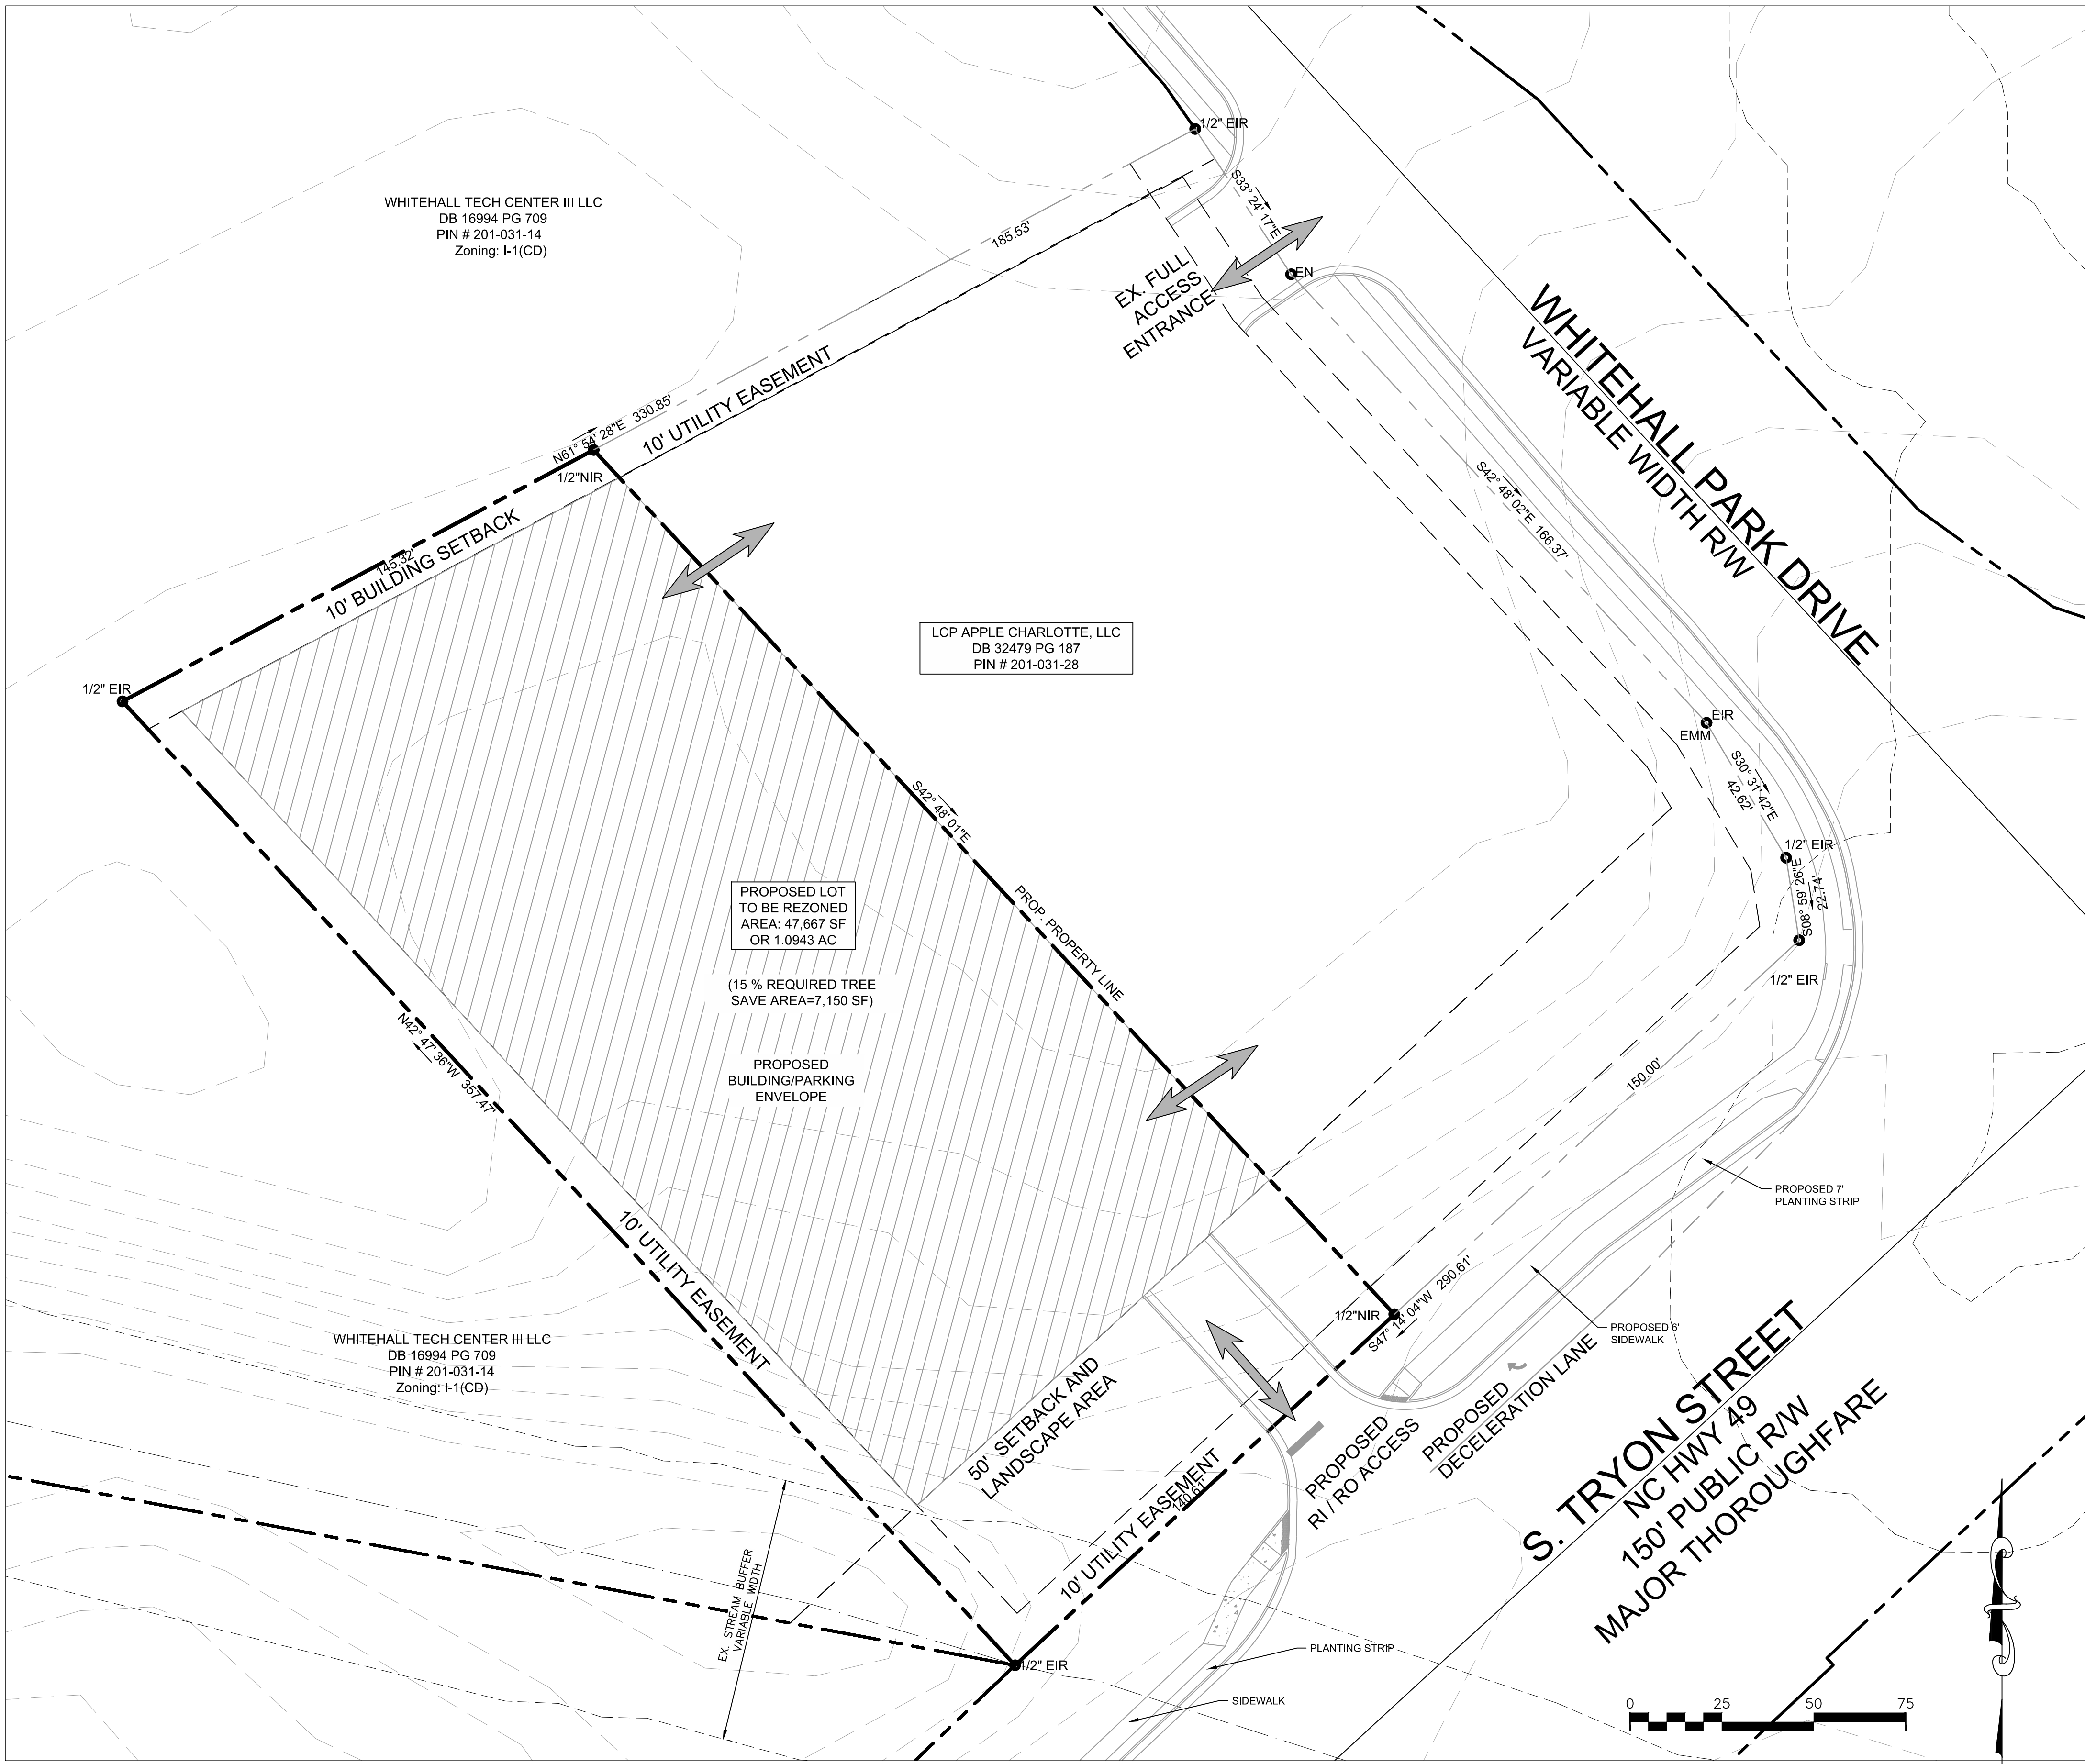 1/2" EIR
WHITEHALL TECH CENTER III LLC
DB 16994 PG 709
PIN # 201-031-14
Zoning: I-1(CD)
185.53'
S33° 24' 17"E
EN
EX. FULL
ACCESS
ENTRANCE
WHITEHALL PARK DRIVE
VARIABLE WIDTH R/W
N61° 54' 28"E 330.85'
10' UTILITY EASEMENT
1/2"NIR
145.32'
10' BUILDING SETBACK
S42° 48' 02"E 166.37'
LCP APPLE CHARLOTTE, LLC
DB 32479 PG 187
PIN # 201-031-28
1/2" EIR
EIR
EMM
S30° 31' 42"E
42.62'
S42° 48' 01"E
1/2" EIR
S08° 59' 26"E
22.74'
1/2" EIR
PROPOSED LOT
TO BE REZONED
AREA: 47,667 SF
OR 1.0943 AC
PROP. PROPERTY LINE
(15 % REQUIRED TREE
SAVE AREA=7,150 SF)
N42° 47' 36"W 357.47'
PROPOSED
BUILDING/PARKING
ENVELOPE
150.00'
PROPOSED 7'
PLANTING STRIP
10' UTILITY EASEMENT
S47° 14' 04"W 290.61'
1/2"NIR
PROPOSED 6'
SIDEWALK
WHITEHALL TECH CENTER III LLC
DB 16994 PG 709
PIN # 201-031-14
Zoning: I-1(CD)
50' SETBACK AND
LANDSCAPE AREA
PROPOSED
RI / RO ACCESS
PROPOSED
DECELERATION LANE
S. TRYON STREET
NC HWY 49
150' PUBLIC R/W
MAJOR THOROUGHFARE
140.61'
10' UTILITY EASEMENT
EX. STREAM BUFFER
VARIABLE WIDTH
1/2" EIR
PLANTING STRIP
SIDEWALK
0 25 50 75